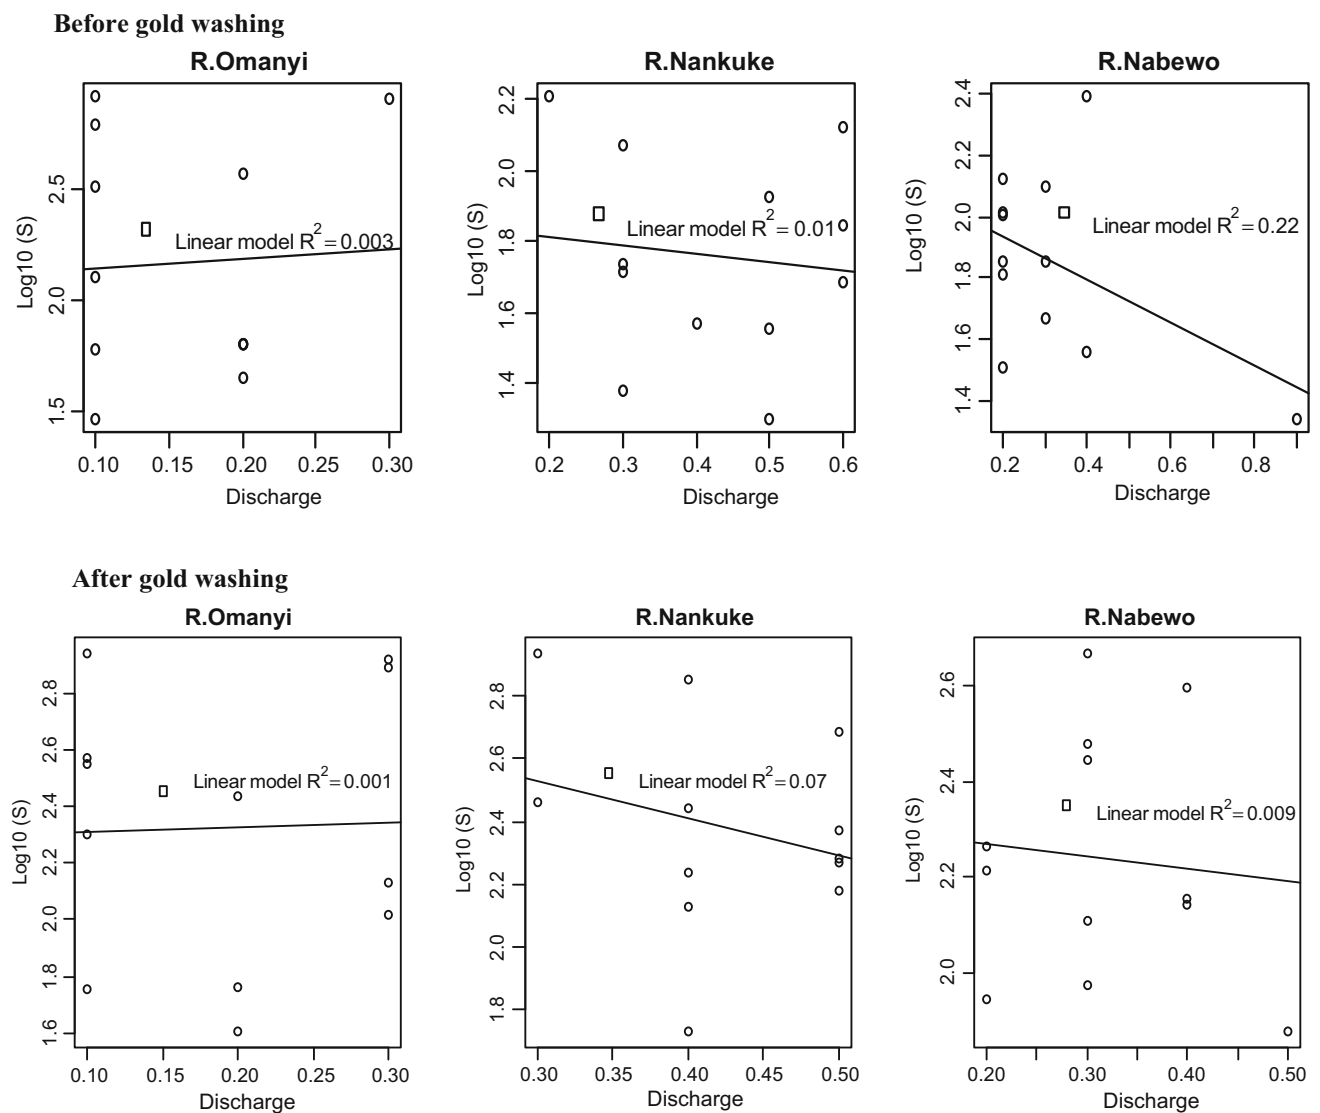 Before gold washing
R.Omanyi
R.Nankuke
R.Nabewo
Log10 (S)
2.5
2.0
1.5
Linear model R²=0.003
0.10 0.15 0.20 0.25 0.30
Discharge
Log10 (S)
2.2
2.0
1.8
1.6
1.4
Linear model R²=0.01
0.2 0.3 0.4 0.5 0.6
Discharge
Log10 (S)
2.4
2.2
2.0
1.8
1.6
1.4
Linear model R²=0.22
0.2 0.4 0.6 0.8
Discharge
After gold washing
R.Omanyi
R.Nankuke
R.Nabewo
Log10 (S)
2.8
2.6
2.4
2.2
2.0
1.8
1.6
Linear model R²=0.001
0.10 0.15 0.20 0.25 0.30
Discharge
Log10 (S)
2.8
2.6
2.4
2.2
2.0
1.8
Linear model R²=0.07
0.30 0.35 0.40 0.45 0.50
Discharge
Log10 (S)
2.6
2.4
2.2
2.0
Linear model R²=0.009
0.20 0.30 0.40 0.50
Discharge